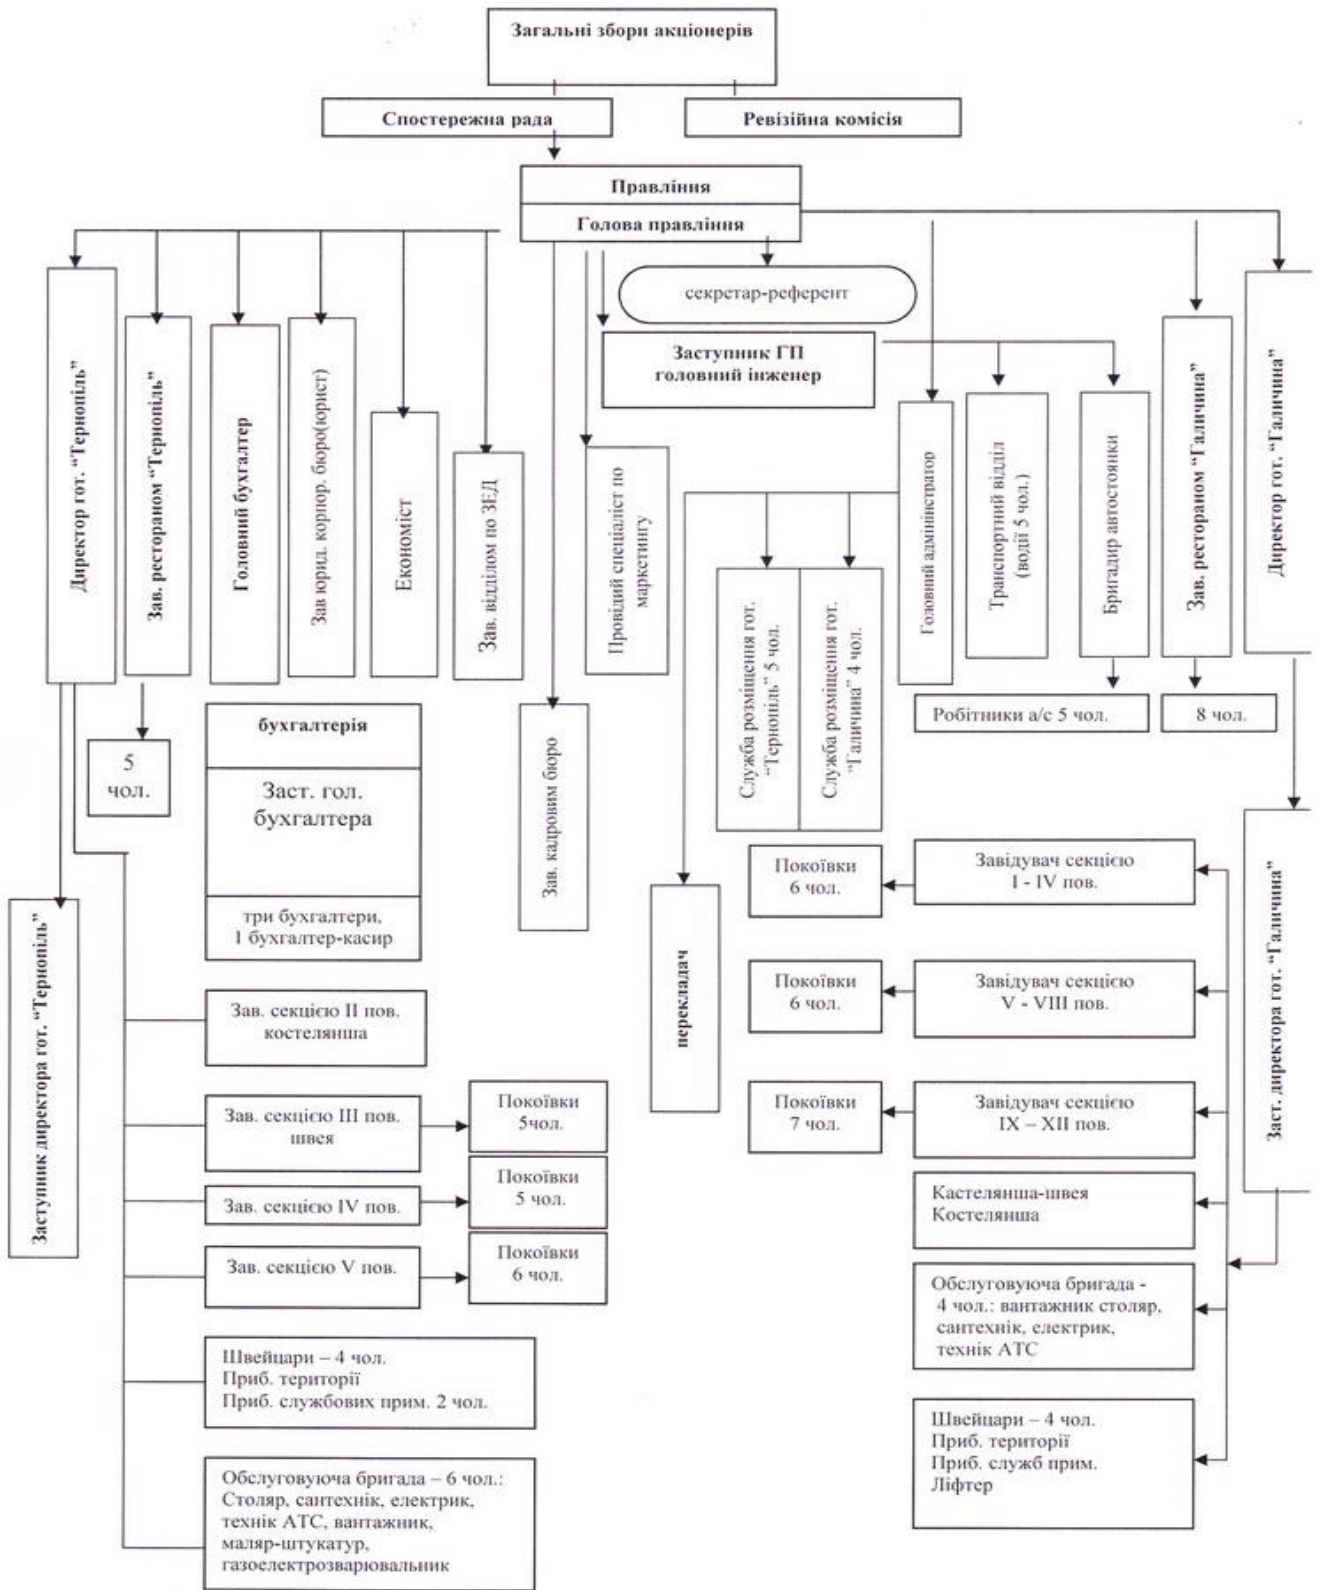 Загальні збори акціонерів
Спостережна рада
Ревізійна комісія
Правління
Голова правління
секретар-референт
Заступник ГП
головний інженер
Директор гот. “Тернопіль”
Зав. рестораном “Тернопіль”
Головний бухгалтер
Зав юрид. корпор. бюро(юрист)
Економіст
Зав. відділом по ЗЕД
Зав. кадровим бюро
Провідий спеціаліст по
маркетингу
Служба розміщення гот.
“Тернопіль” 5 чол.
Служба розміщення гот.
“Галичина” 4 чол.
Головний адміністратор
Транспортний відділ
(водії 5 чол.)
Бригадир автостоянки
Зав. рестораном “Галичина”
Директор гот. “Галичина”
Робітники а/с 5 чол.
8 чол.
5
чол.
бухгалтерія
Заст. гол.
бухгалтера
три бухгалтери,
1 бухгалтер-касир
перекладач
Заступник директора гот. “Тернопіль”
Заст. директора гот. “Галичина”
Покоївки
6 чол.
Завідувач секцією
I - IV пов.
Покоївки
6 чол.
Завідувач секцією
V - VIII пов.
Покоївки
7 чол.
Завідувач секцією
IX – XII пов.
Кастелянша-швея
Костелянша
Обслуговуюча бригада -
4 чол.: вантажник столяр,
сантехнік, електрик,
технік АТС
Швейцари – 4 чол.
Приб. території
Приб. служб прим.
Ліфтер
Зав. секцією II пов.
костелянша
Зав. секцією III пов.
швея
Покоївки
5чол.
Зав. секцією IV пов.
Покоївки
5 чол.
Зав. секцією V пов.
Покоївки
6 чол.
Швейцари – 4 чол.
Приб. території
Приб. службових прим. 2 чол.
Обслуговуюча бригада – 6 чол.:
Столяр, сантехнік, електрик,
технік АТС, вантажник,
маляр-штукатур,
газоелектрозварювальник